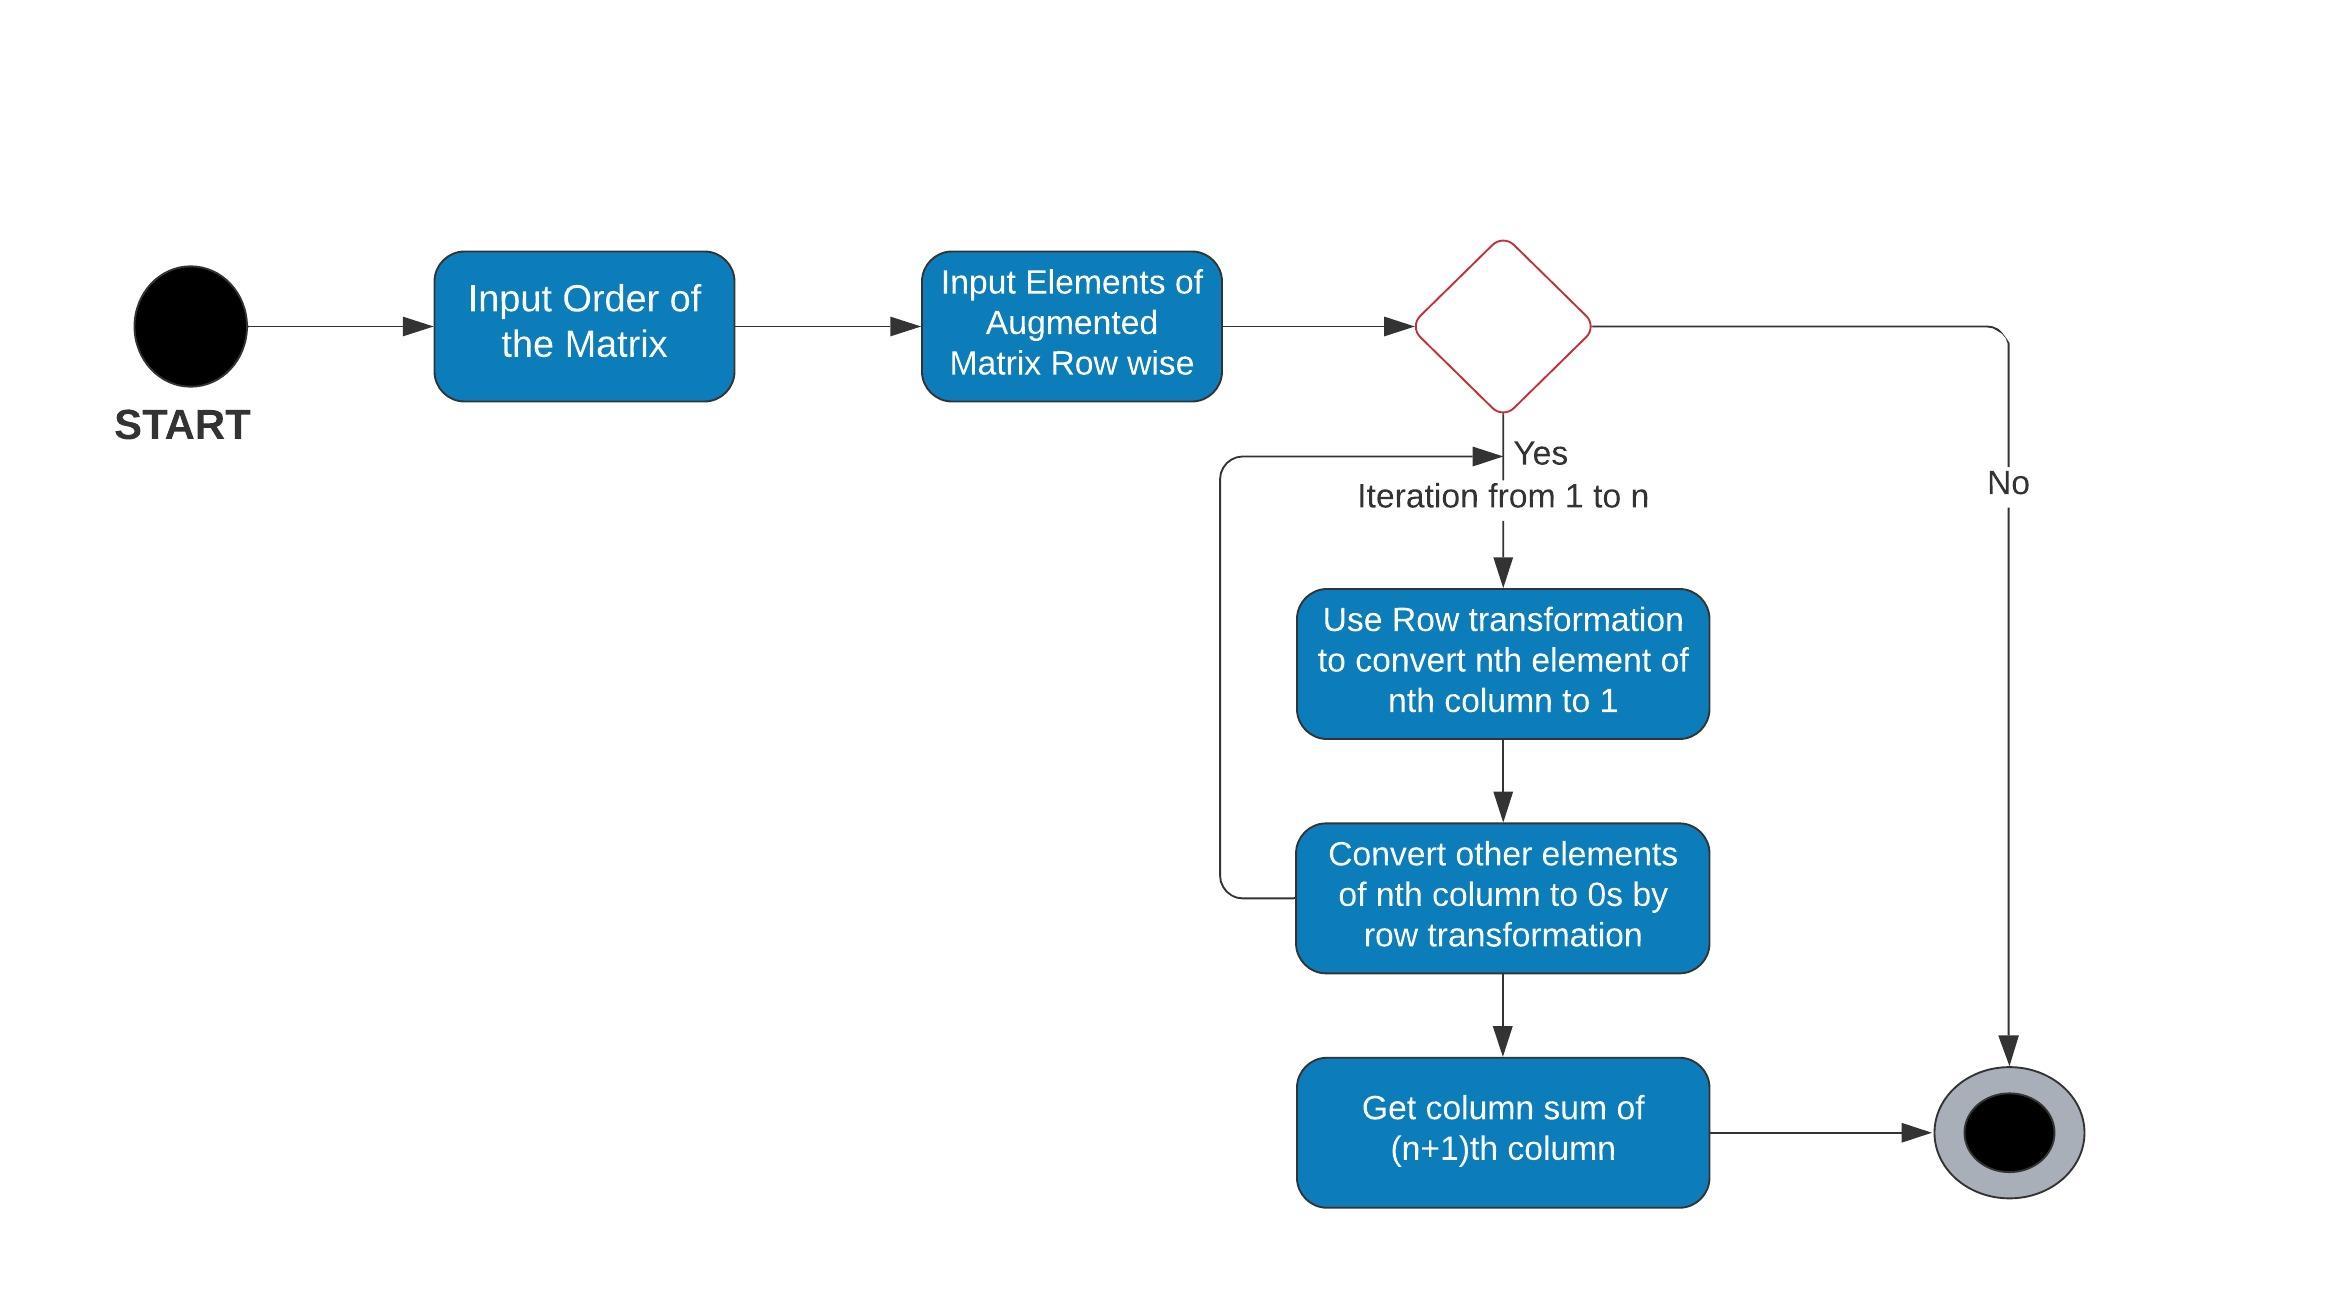 START
Input Order of
the Matrix
Input Elements of
Augmented
Matrix Row wise
Yes
Iteration from 1 to n
No
Use Row transformation
to convert nth element of
nth column to 1
Convert other elements
of nth column to 0s by
row transformation
Get column sum of
(n+1)th column